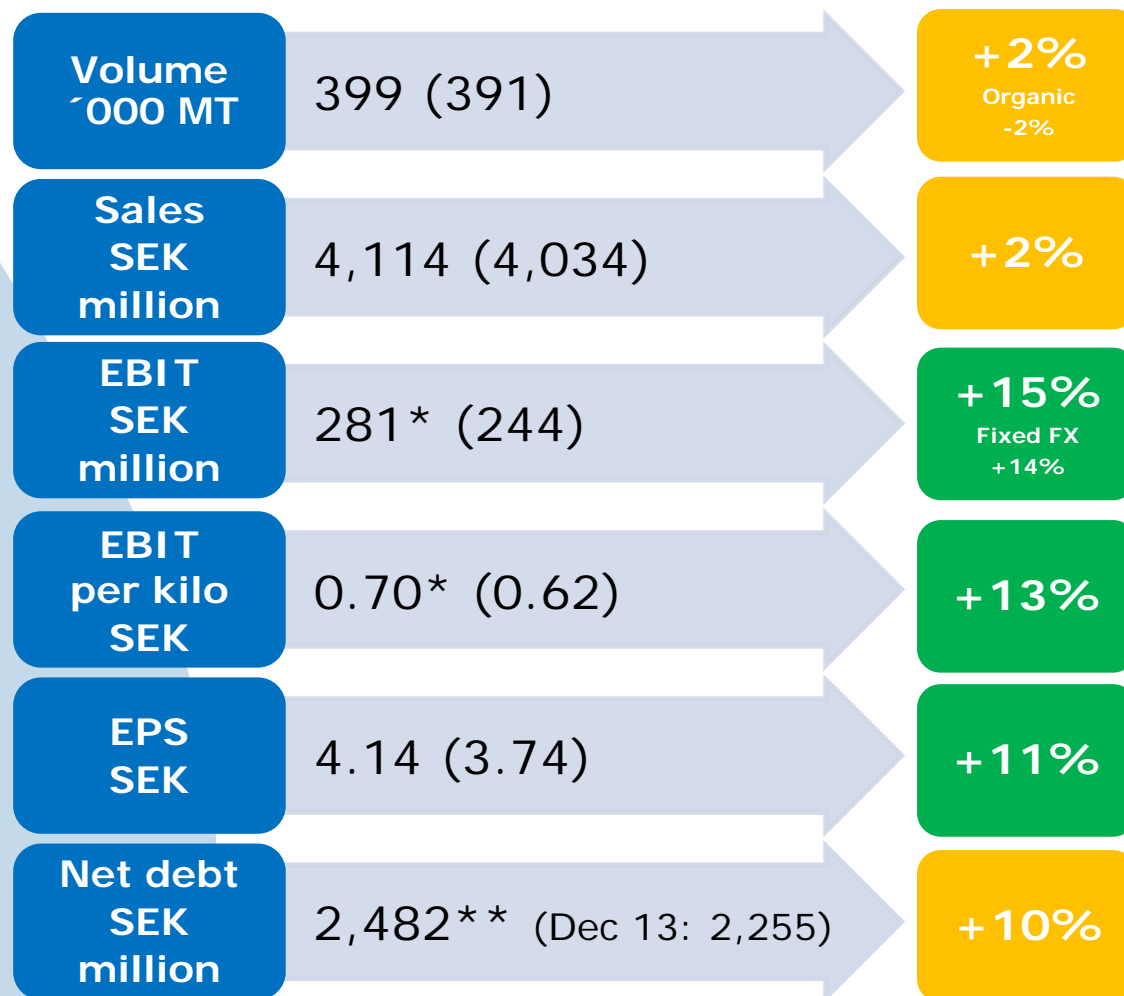 Volume
´000 MT
399 (391)
+2%
Organic
-2%
Sales
SEK
million
4,114 (4,034)
+2%
EBIT
SEK
million
281* (244)
+15%
Fixed FX
+14%
EBIT
per kilo
SEK
0.70* (0.62)
+13%
EPS
SEK
4.14 (3.74)
+11%
Net debt
SEK
million
2,482** (Dec 13: 2,255)
+10%